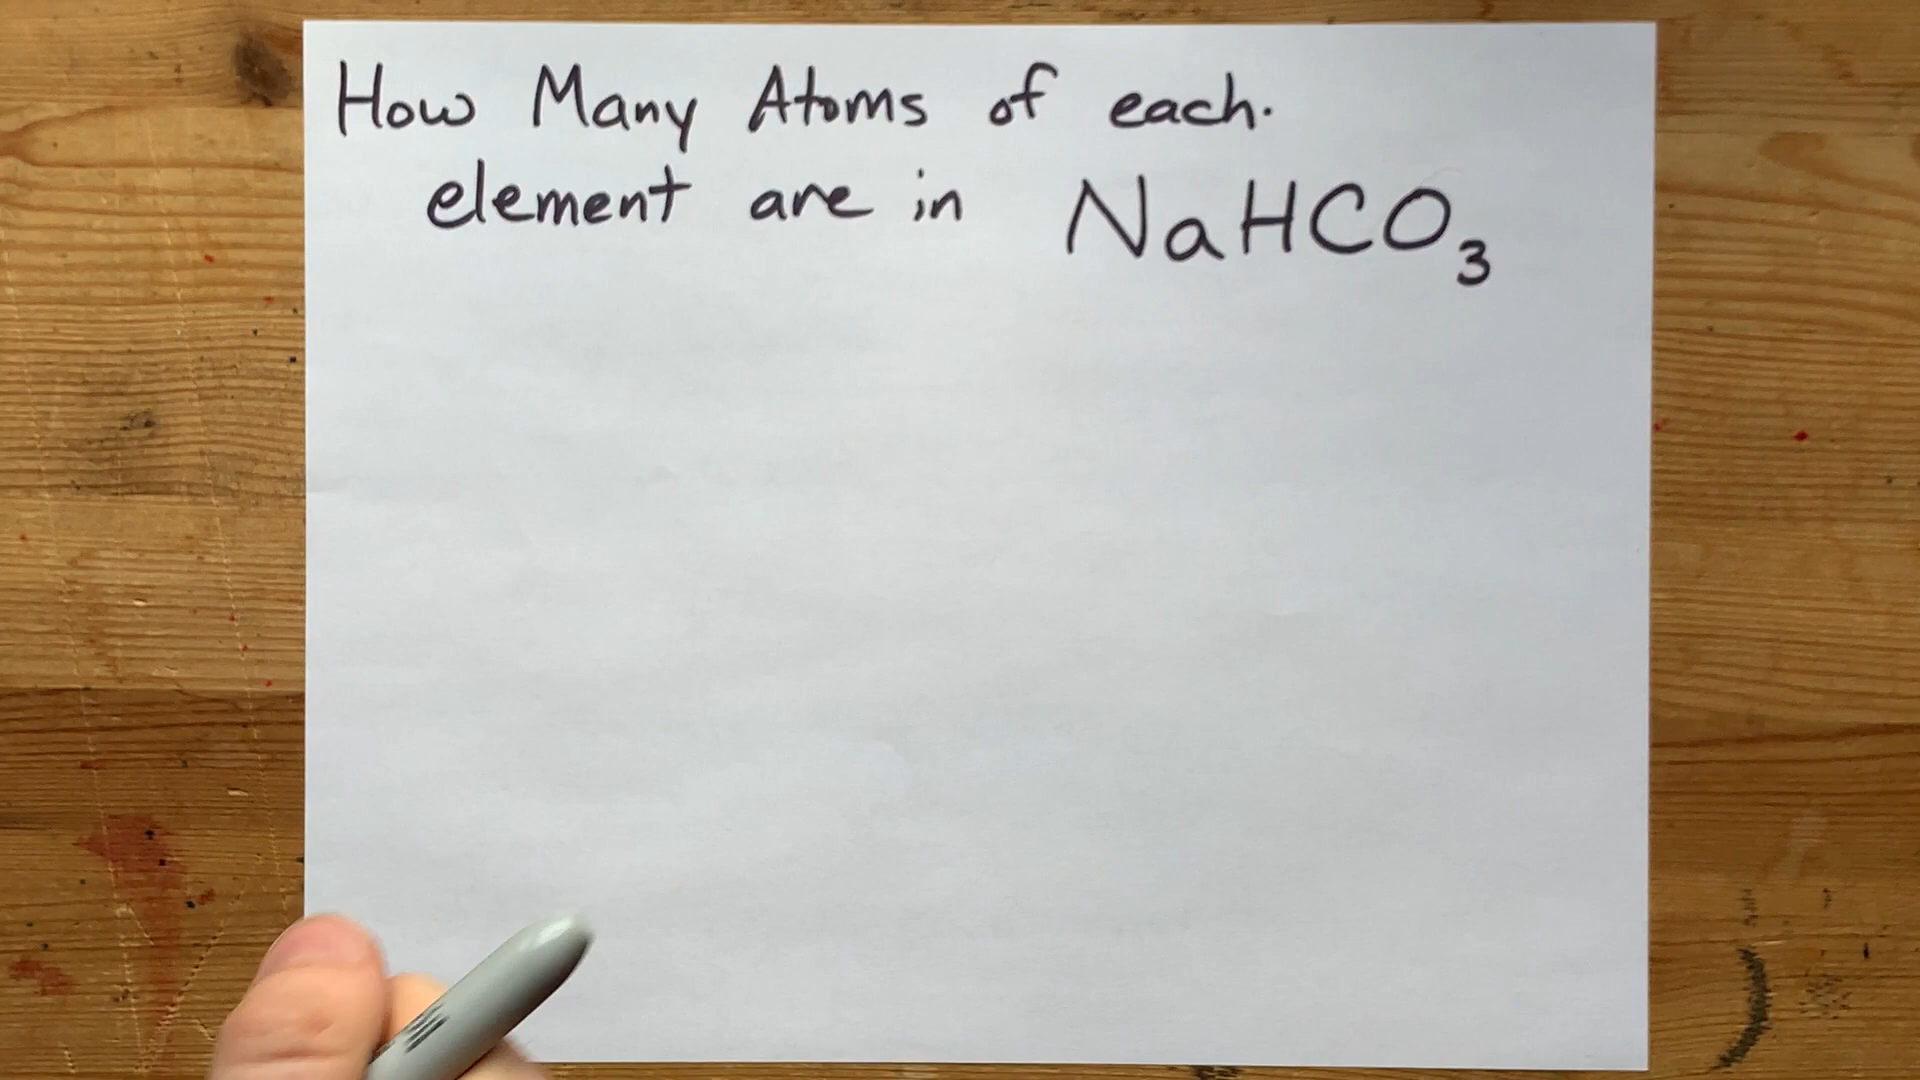 How Many Atoms of each.
element are in NaHCO₃